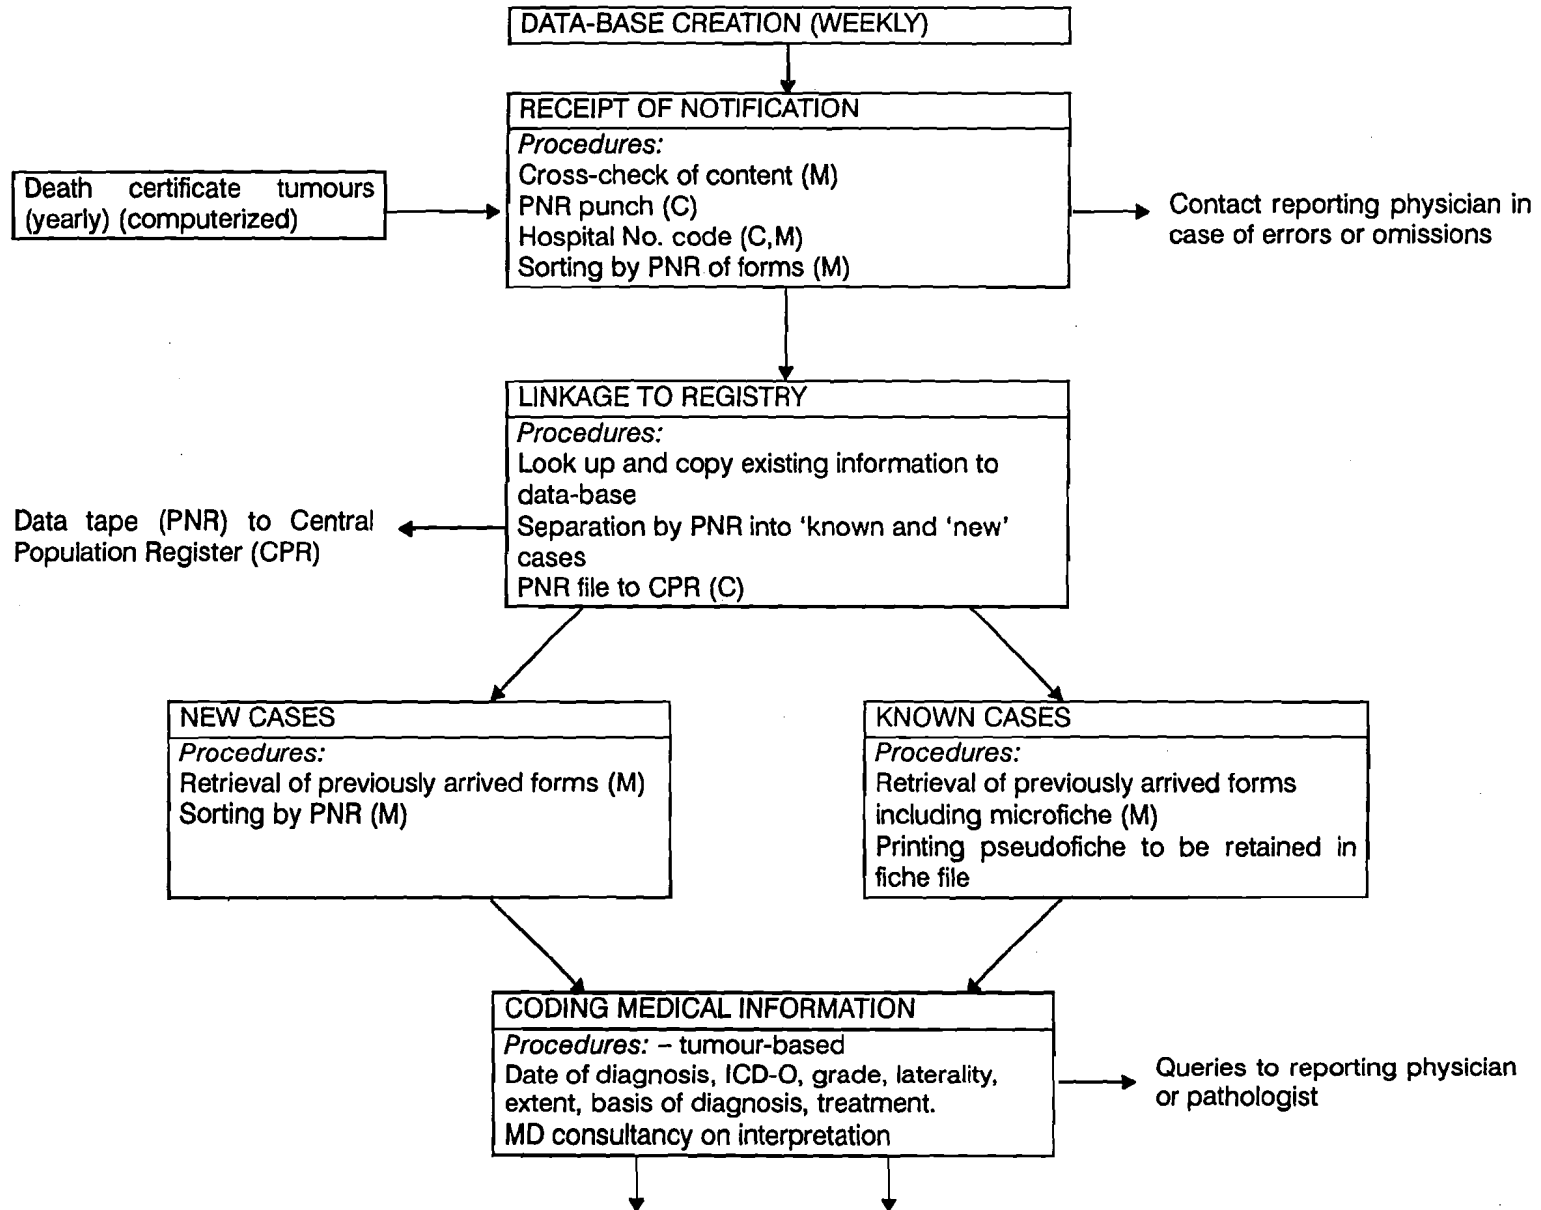 DATA-BASE CREATION (WEEKLY)
RECEIPT OF NOTIFICATION
Procedures:
Cross-check of content (M)
PNR punch (C)
Hospital No. code (C,M)
Sorting by PNR of forms (M)
Death certificate tumours
(yearly) (computerized)
Contact reporting physician in
case of errors or omissions
LINKAGE TO REGISTRY
Procedures:
Look up and copy existing information to
data-base
Separation by PNR into ‘known and ‘new’
cases
PNR file to CPR (C)
Data tape (PNR) to Central
Population Register (CPR)
NEW CASES
Procedures:
Retrieval of previously arrived forms (M)
Sorting by PNR (M)
KNOWN CASES
Procedures:
Retrieval of previously arrived forms
including microfiche (M)
Printing pseudofiche to be retained in
fiche file
CODING MEDICAL INFORMATION
Procedures: – tumour-based
Date of diagnosis, ICD-O, grade, laterality,
extent, basis of diagnosis, treatment.
MD consultancy on interpretation
Queries to reporting physician
or pathologist